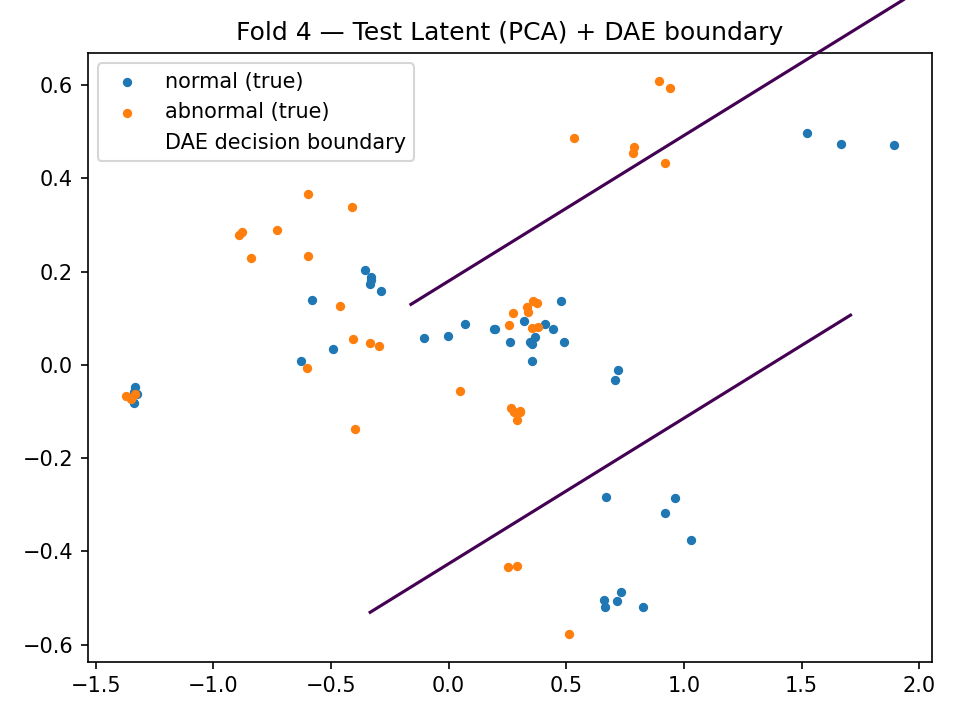 Fold 4 — Test Latent (PCA) + DAE boundary
normal (true)
abnormal (true)
DAE decision boundary
0.6
0.4
0.2
0.0
−0.2
−0.4
−0.6
−1.5 −1.0 −0.5 0.0 0.5 1.0 1.5 2.0